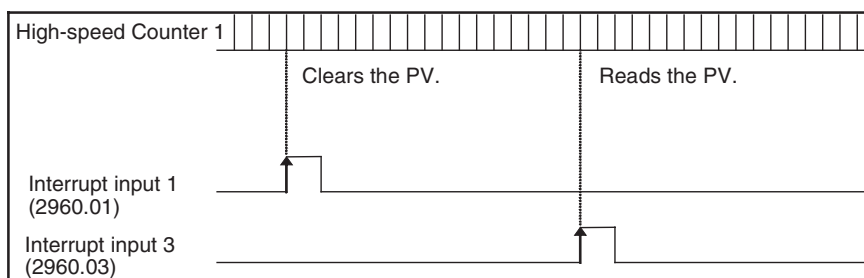 High-speed Counter 1
Clears the PV.
Reads the PV.
Interrupt input 1
(2960.01)
Interrupt input 3
(2960.03)